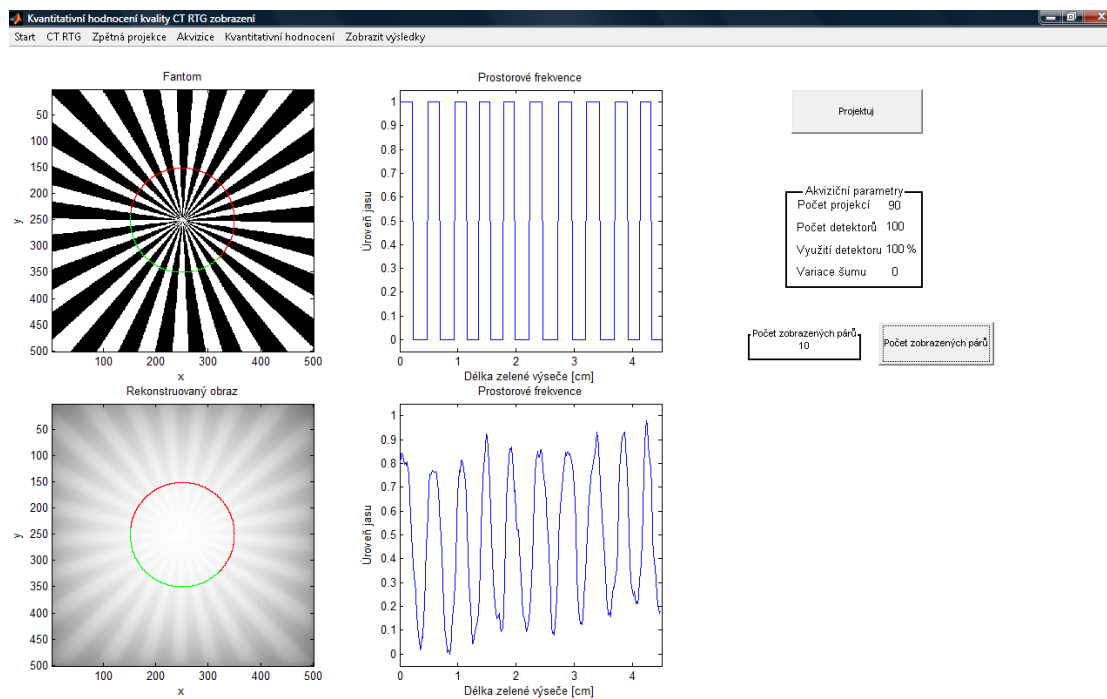 Kvantitativní hodnocení kvality CT RTG zobrazení
Start CT RTG Zpětná projekce Akvizice Kvantitativní hodnocení Zobrazit výsledky
Fantom
50
100
150
200
250
300
350
400
450
500
y
100 200 300 400 500
x
Prostorové frekvence
1
0.9
0.8
0.7
0.6
0.5
0.4
0.3
0.2
0.1
0
Úroveň jasu
0 1 2 3 4
Délka zelené výseče [cm]
Projektuj
Akviziční parametry
Počet projekcí 90
Počet detektorů 100
Využití detektoru 100 %
Variace šumu 0
Počet zobrazených párů
10
Počet zobrazených párů
Rekonstruovaný obraz
50
100
150
200
250
300
350
400
450
500
y
100 200 300 400 500
x
Prostorové frekvence
1
0.9
0.8
0.7
0.6
0.5
0.4
0.3
0.2
0.1
0
Úroveň jasu
0 1 2 3 4
Délka zelené výseče [cm]